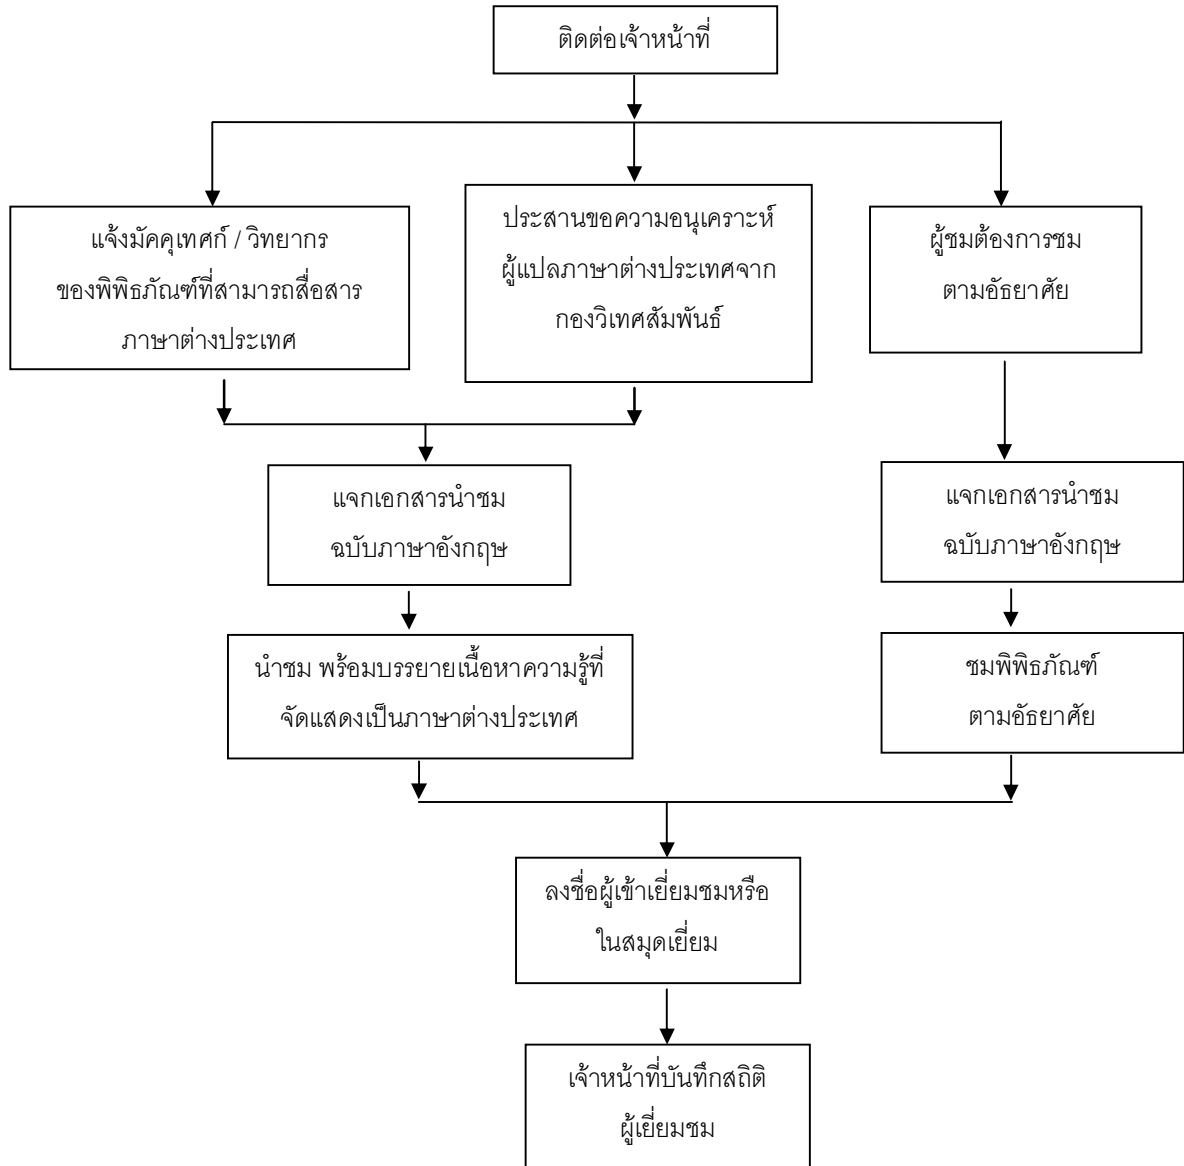 ติดต่อเจ้าหน้าที่
แจ้งมัคคุเทศก์ / วิทยากร
ของพิพิธภัณฑ์ที่สามารถสื่อสาร
ภาษาต่างประเทศ
ประสานขอความอนุเคราะห์
ผู้แปลภาษาต่างประเทศจาก
กองวิเทศสัมพันธ์
ผู้ชมต้องการชม
ตามอัธยาศัย
แจกเอกสารนำชม
ฉบับภาษาอังกฤษ
แจกเอกสารนำชม
ฉบับภาษาอังกฤษ
นำชม พร้อมบรรยายเนื้อหาความรู้ที่
จัดแสดงเป็นภาษาต่างประเทศ
ชมพิพิธภัณฑ์
ตามอัธยาศัย
ลงชื่อผู้เข้าเยี่ยมชมหรือ
ในสมุดเยี่ยม
เจ้าหน้าที่บันทึกสถิติ
ผู้เยี่ยมชม